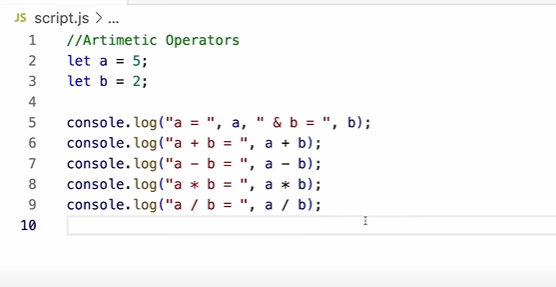 JS script.js > ...
1 //Artimetic Operators
2 let a = 5;
3 let b = 2;
4
5 console.log("a = ", a, " & b = ", b);
6 console.log("a + b = ", a + b);
7 console.log("a - b = ", a - b);
8 console.log("a * b = ", a * b);
9 console.log("a / b = ", a / b);
10